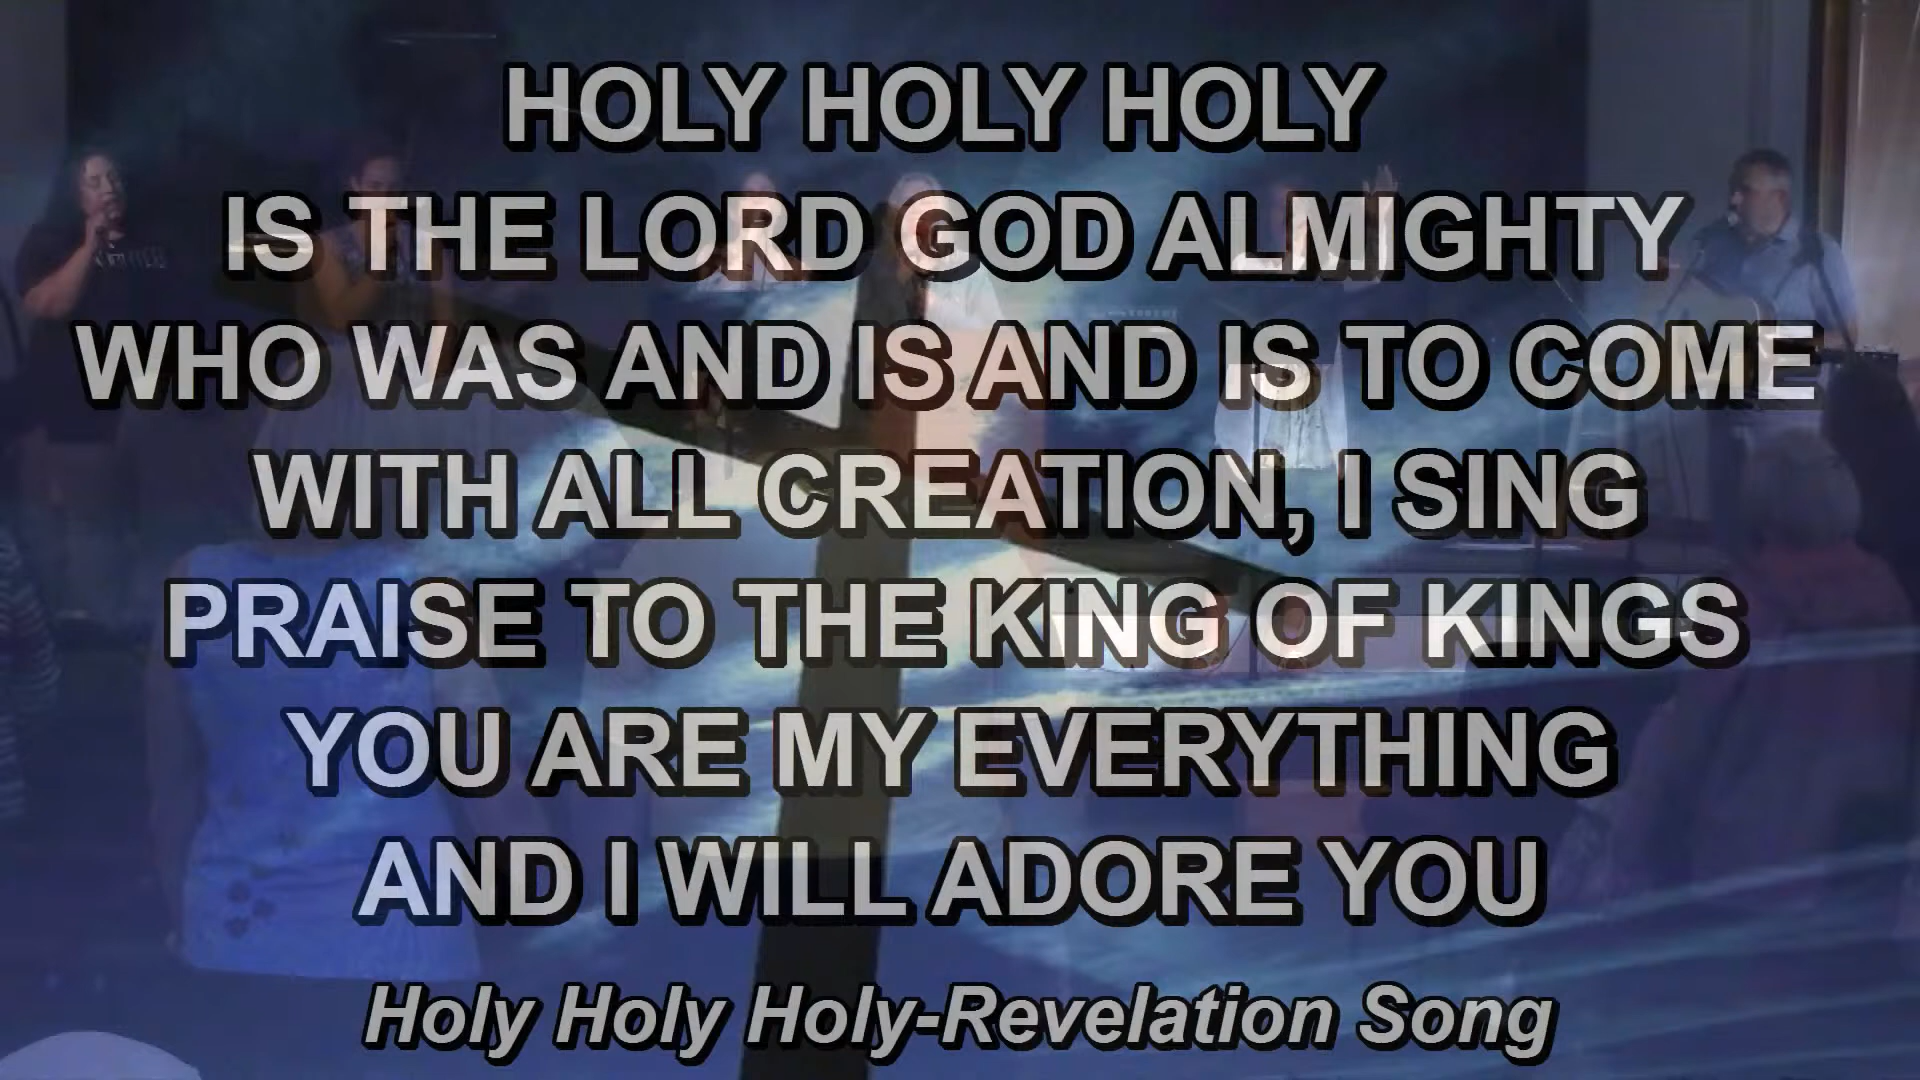 HOLY HOLY HOLY
IS THE LORD GOD ALMIGHTY
WHO WAS AND IS AND IS TO COME
WITH ALL CREATION, I SING
PRAISE TO THE KING OF KINGS
YOU ARE MY EVERYTHING
AND I WILL ADORE YOU
Holy Holy Holy-Revelation Song